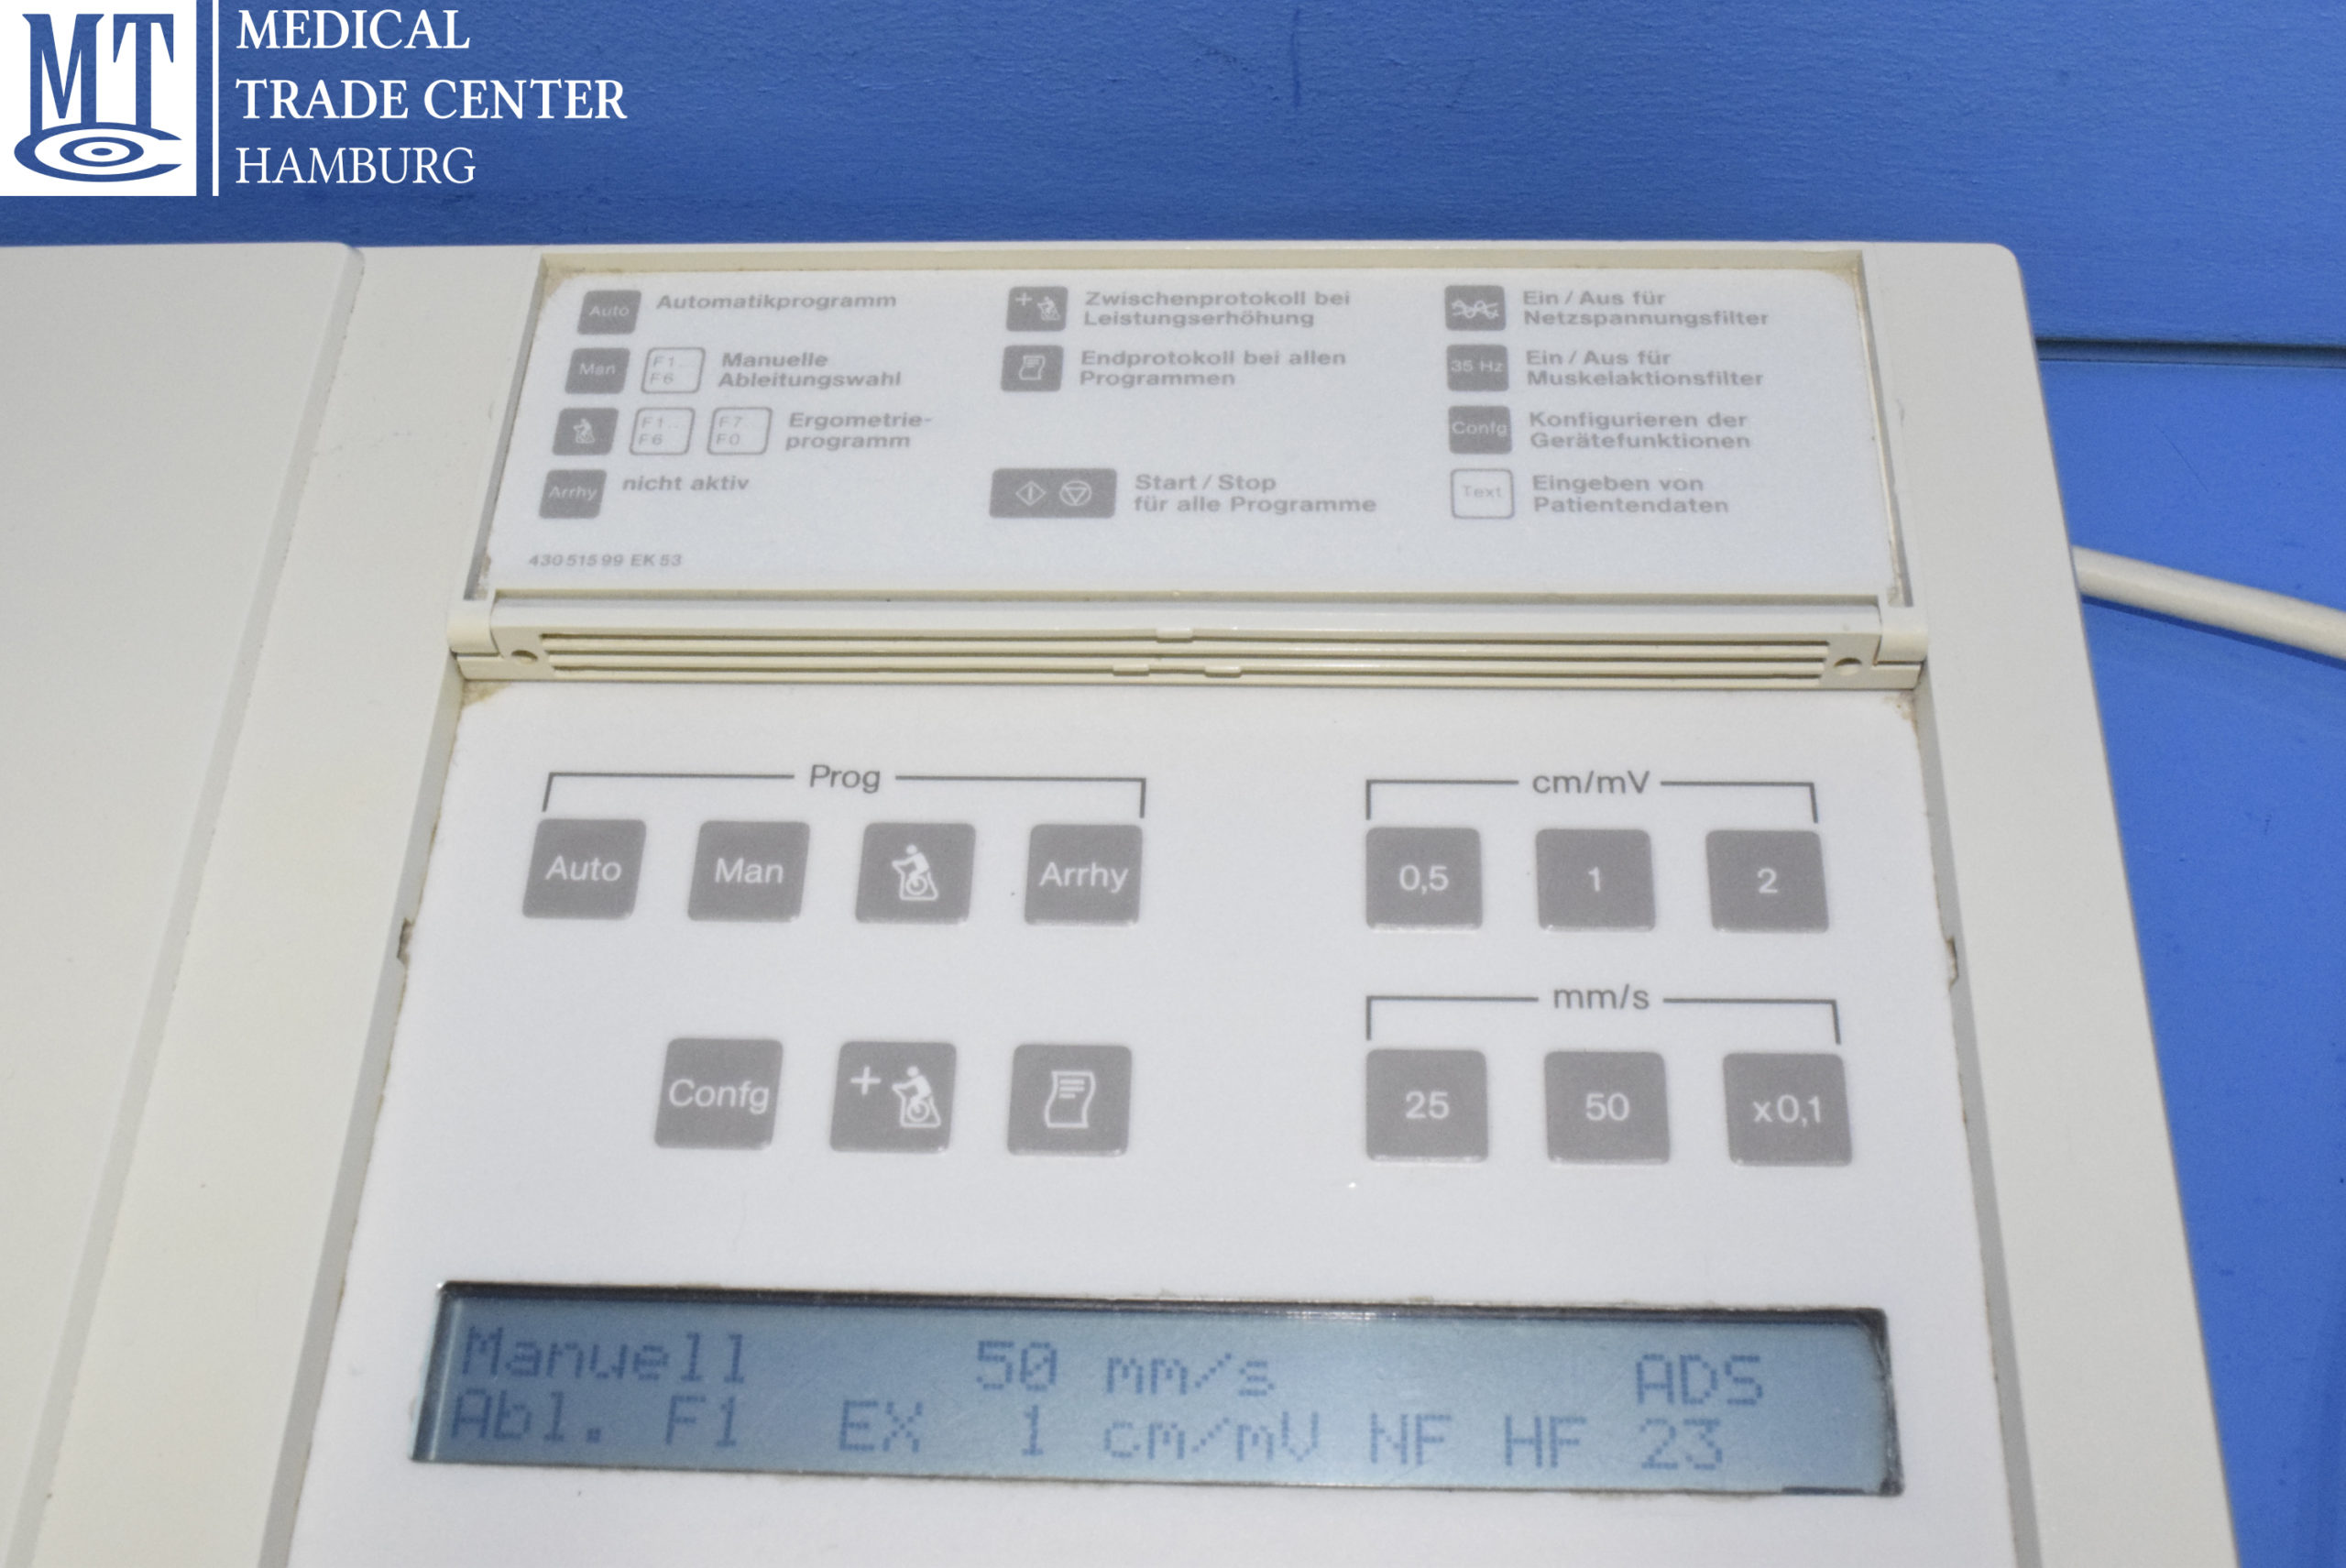 MTC
MEDICAL
TRADE CENTER
HAMBURG
Auto Automatikprogramm
Man F1.. F6 Manuelle
Ableitungswahl
F1.. F6 F7 F0 Ergometrie-
programm
Arrhy nicht aktiv
430 515 99 EK 53
Zwischenprotokoll bei
Leistungserhöhung
Endprotokoll bei allen
Programmen
Start / Stop
für alle Programme
Ein / Aus für
Netzspannungsfilter
35 Hz Ein / Aus für
Muskelaktionsfilter
Confg Konfigurieren der
Gerätefunktionen
Text Eingeben von
Patientendaten
Prog
Auto Man Arrhy
Confg +
cm/mV
0,5 1 2
mm/s
25 50 x0,1
Manuell 50 mm/s ADS
Abl. F1 EX 1 cm/mV NF HF 23